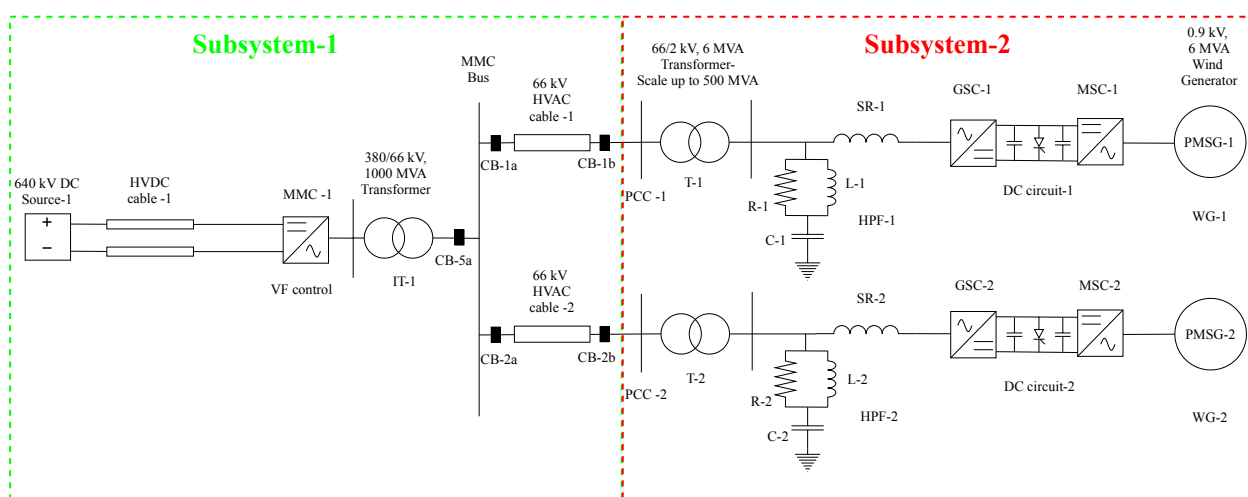 Subsystem-1
Subsystem-2
640 kV DC
Source-1
+
−
HVDC
cable -1
MMC -1
VF control
380/66 kV,
1000 MVA
Transformer
IT-1
CB-5a
MMC
Bus
66 kV
HVAC
cable -1
CB-1a
CB-1b
66 kV
HVAC
cable -2
CB-2a
CB-2b
66/2 kV, 6 MVA
Transformer-
Scale up to 500 MVA
PCC -1
T-1
SR-1
R-1
L-1
C-1
HPF-1
GSC-1
DC circuit-1
MSC-1
0.9 kV,
6 MVA
Wind
Generator
PMSG-1
WG-1
PCC -2
T-2
SR-2
R-2
L-2
C-2
HPF-2
GSC-2
DC circuit-2
MSC-2
PMSG-2
WG-2